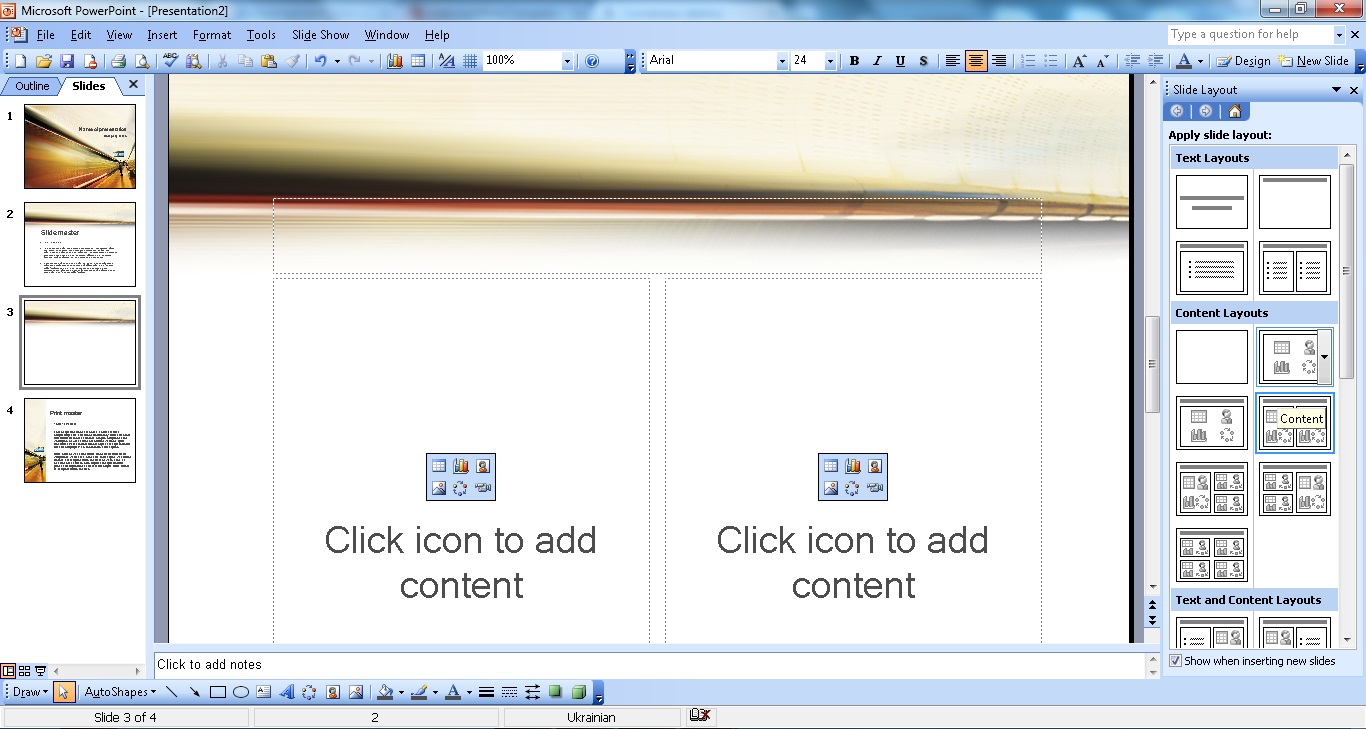 Microsoft PowerPoint - [Presentation2]
File Edit View Insert Format Tools Slide Show Window Help
Type a question for help
100%
Arial
24
B I U S
Design
New Slide
Outline
Slides
1
2
Slide master
3
4
Print master
Click icon to add
content
Click icon to add
content
Click to add notes
Slide Layout
Apply slide layout:
Text Layouts
Content Layouts
Content
Text and Content Layouts
Show when inserting new slides
Draw
AutoShapes
Slide 3 of 4
2
Ukrainian